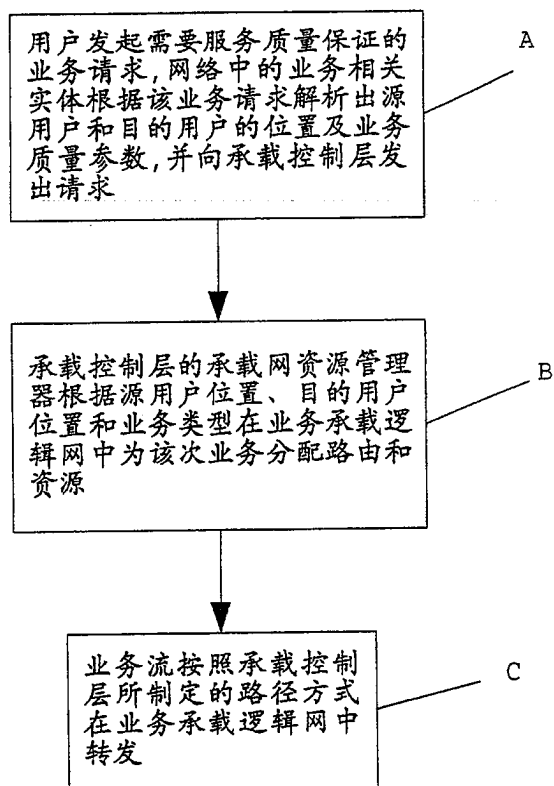 用户发起需要服务质量保证的
业务请求,网络中的业务相关
实体根据该业务请求解析出源
用户和目的用户的位置及业务
质量参数,并向承载控制层发
出请求
A
承载控制层的承载网资源管理
器根据源用户位置、目的用户
位置和业务类型在业务承载逻
辑网中为该次业务分配路由和
资源
B
业务流按照承载控制
层所制定的路径方式
在业务承载逻辑网中
转发
C